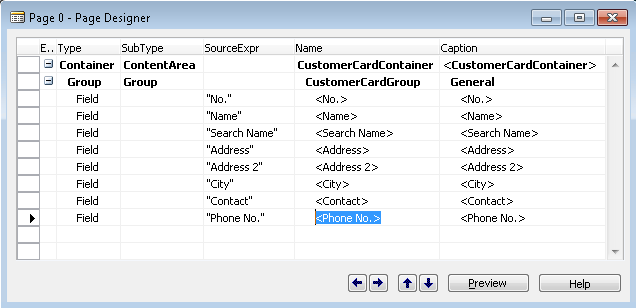 Page 0 - Page Designer
E.. Type SubType SourceExpr Name Caption
Container ContentArea CustomerCardContainer <CustomerCardContainer>
Group Group CustomerCardGroup General
Field "No." <No.> <No.>
Field "Name" <Name> <Name>
Field "Search Name" <Search Name> <Search Name>
Field "Address" <Address> <Address>
Field "Address 2" <Address 2> <Address 2>
Field "City" <City> <City>
Field "Contact" <Contact> <Contact>
Field "Phone No." <Phone No.> <Phone No.>
Preview Help